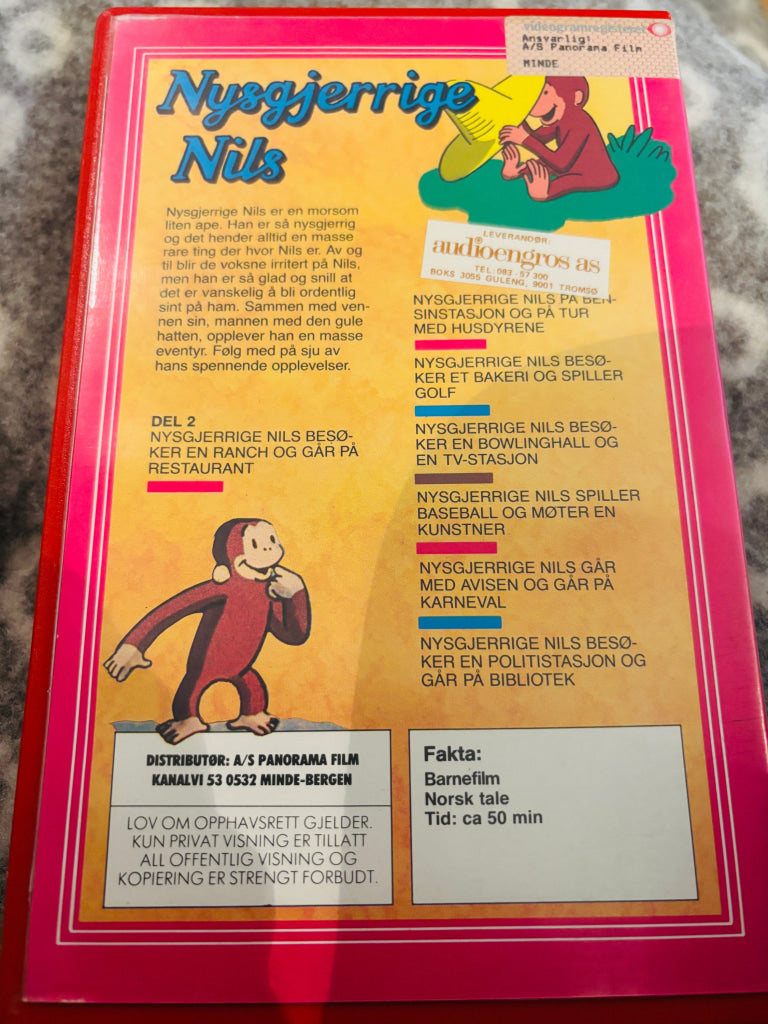 videogramregisteret
Ansvarlig:
A/S Panorama Film
MINDE
Nysgjerrige
Nils
Nysgjerrige Nils er en morsom
liten ape. Han er så nysgjerrig
og det hender alltid en masse
rare ting der hvor Nils er. Av og
til blir de voksne irritert på Nils,
men han er så glad og snill at
det er vanskelig å bli ordentlig
sint på ham. Sammen med ven-
nen sin, mannen med den gule
hatten, opplever han en masse
eventyr. Følg med på sju av
hans spennende opplevelser.
DEL 2
NYSGJERRIGE NILS BESØ-
KER EN RANCH OG GÅR PÅ
RESTAURANT
LEVERANDØR:
audioengros as
TEL: 083 - 57 300
BOKS 3055 GULENG, 9001 TROMSØ
NYSGJERRIGE NILS PÅ BEN-
SINSTASJON OG PÅ TUR
MED HUSDYRENE
NYSGJERRIGE NILS BESØ-
KER ET BAKERI OG SPILLER
GOLF
NYSGJERRIGE NILS BESØ-
KER EN BOWLINGHALL OG
EN TV-STASJON
NYSGJERRIGE NILS SPILLER
BASEBALL OG MØTER EN
KUNSTNER
NYSGJERRIGE NILS GÅR
MED AVISEN OG GÅR PÅ
KARNEVAL
NYSGJERRIGE NILS BESØ-
KER EN POLITISTASJON OG
GÅR PÅ BIBLIOTEK
DISTRIBUTØR: A/S PANORAMA FILM
KANALVI 53 0532 MINDE-BERGEN
LOV OM OPPHAVSRETT GJELDER.
KUN PRIVAT VISNING ER TILLATT
ALL OFFENTLIG VISNING OG
KOPIERING ER STRENGT FORBUDT.
Fakta:
Barnefilm
Norsk tale
Tid: ca 50 min